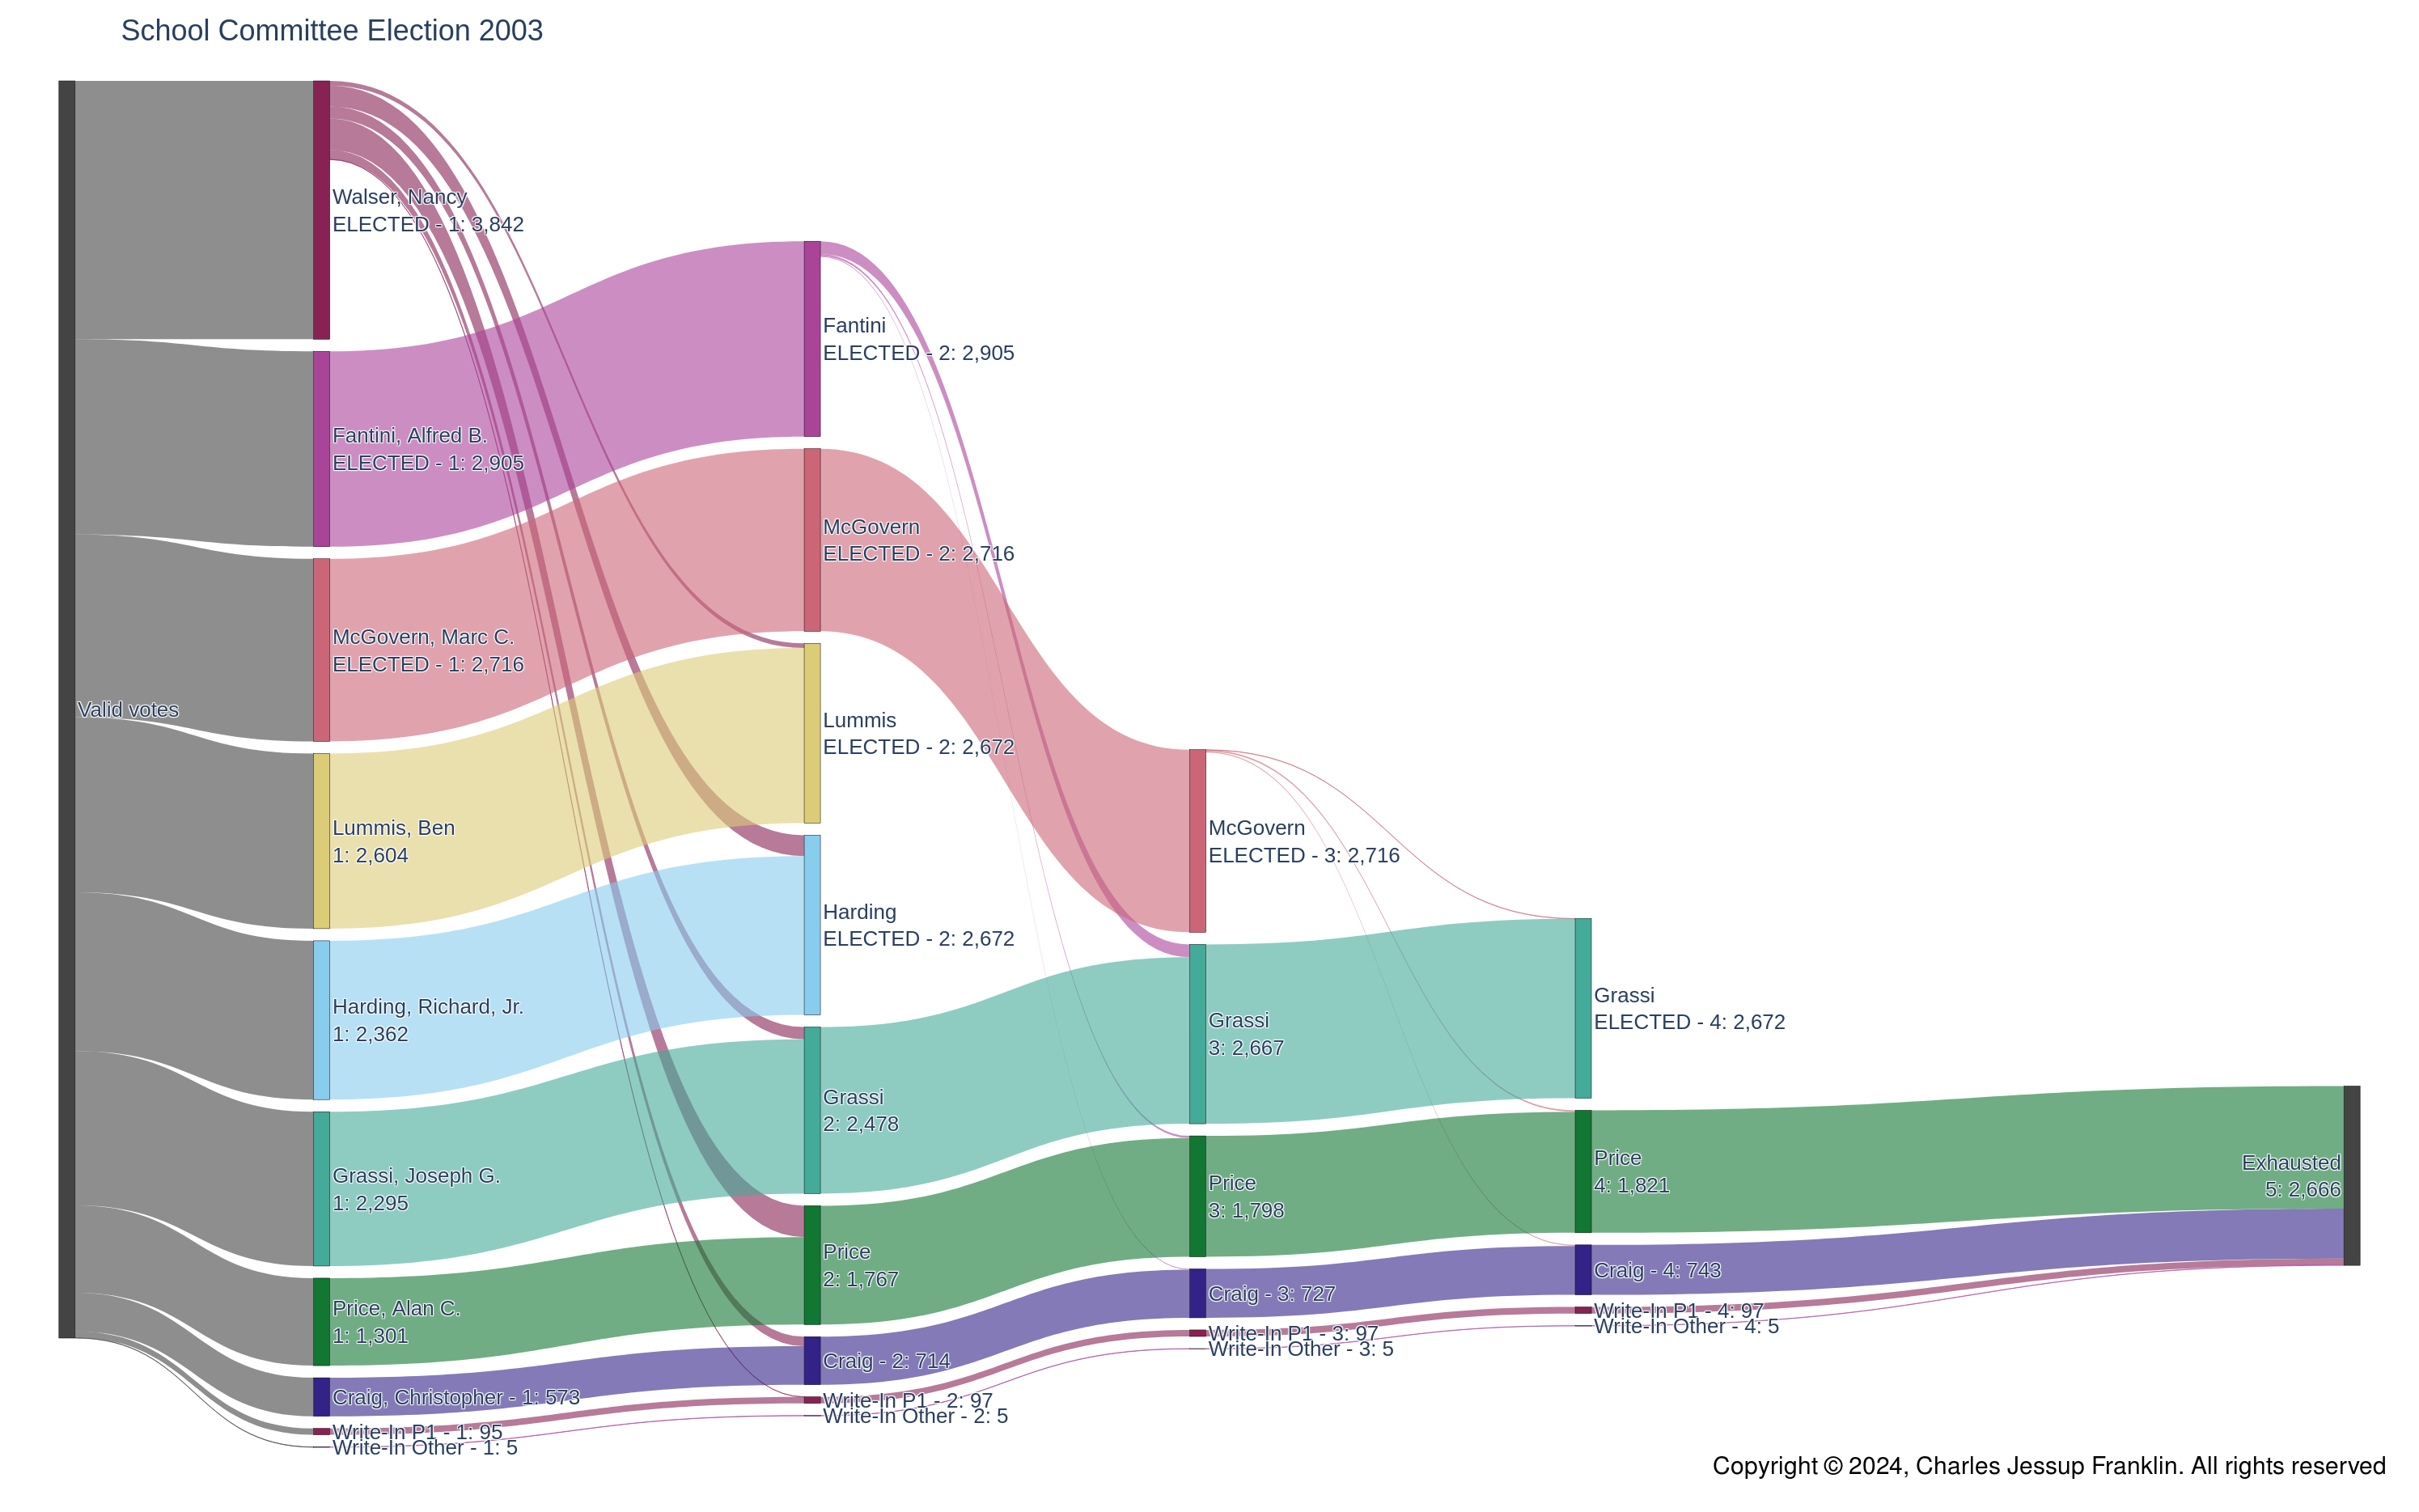 School Committee Election 2003
Valid votes
Walser, Nancy
ELECTED - 1: 3,842
Fantini, Alfred B.
ELECTED - 1: 2,905
McGovern, Marc C.
ELECTED - 1: 2,716
Lummis, Ben
1: 2,604
Harding, Richard, Jr.
1: 2,362
Grassi, Joseph G.
1: 2,295
Price, Alan C.
1: 1,301
Craig, Christopher - 1: 573
Write-In P1 - 1: 95
Write-In Other - 1: 5
Fantini
ELECTED - 2: 2,905
McGovern
ELECTED - 2: 2,716
Lummis
ELECTED - 2: 2,672
Harding
ELECTED - 2: 2,672
Grassi
2: 2,478
Price
2: 1,767
Craig - 2: 714
Write-In P1 - 2: 97
Write-In Other - 2: 5
McGovern
ELECTED - 3: 2,716
Grassi
3: 2,667
Price
3: 1,798
Craig - 3: 727
Write-In P1 - 3: 97
Write-In Other - 3: 5
Grassi
ELECTED - 4: 2,672
Price
4: 1,821
Craig - 4: 743
Write-In P1 - 4: 97
Write-In Other - 4: 5
Exhausted
5: 2,666
Copyright © 2024, Charles Jessup Franklin. All rights reserved